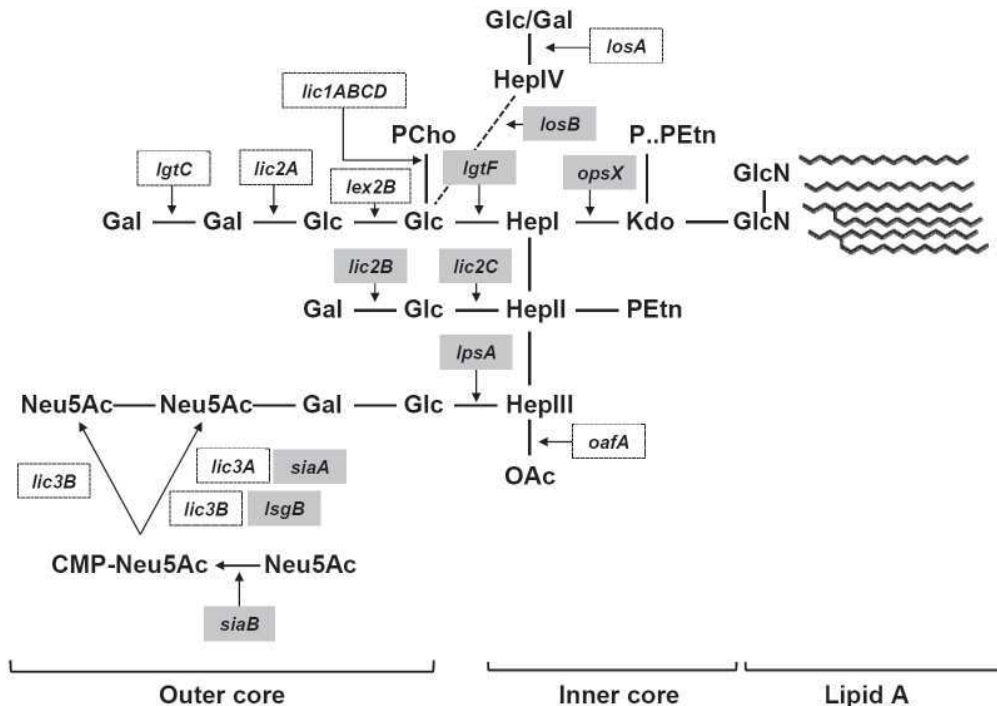 Glc/Gal
losA
HepIV
lic1ABCD
PCho
losB
P..PEtn
lgtC
lic2A
lex2B
lgtF
opsX
GlcN
Gal Gal Glc Glc HepI Kdo GlcN
lic2B lic2C
Gal Glc HepII PEtn
lpsA
Neu5Ac Neu5Ac Gal Glc HepIII
oafA
lic3B
lic3A siaA
OAc
lic3B lsgB
CMP-Neu5Ac Neu5Ac
siaB
Outer core Inner core Lipid A